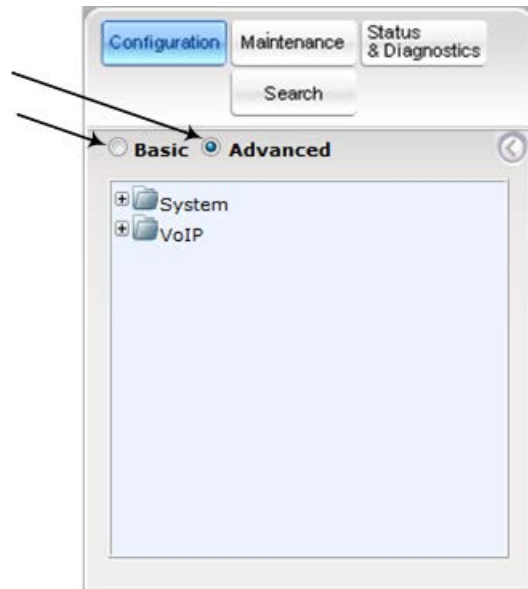 Configuration
Maintenance
Status
& Diagnostics
Search
Basic
Advanced
System
VoIP